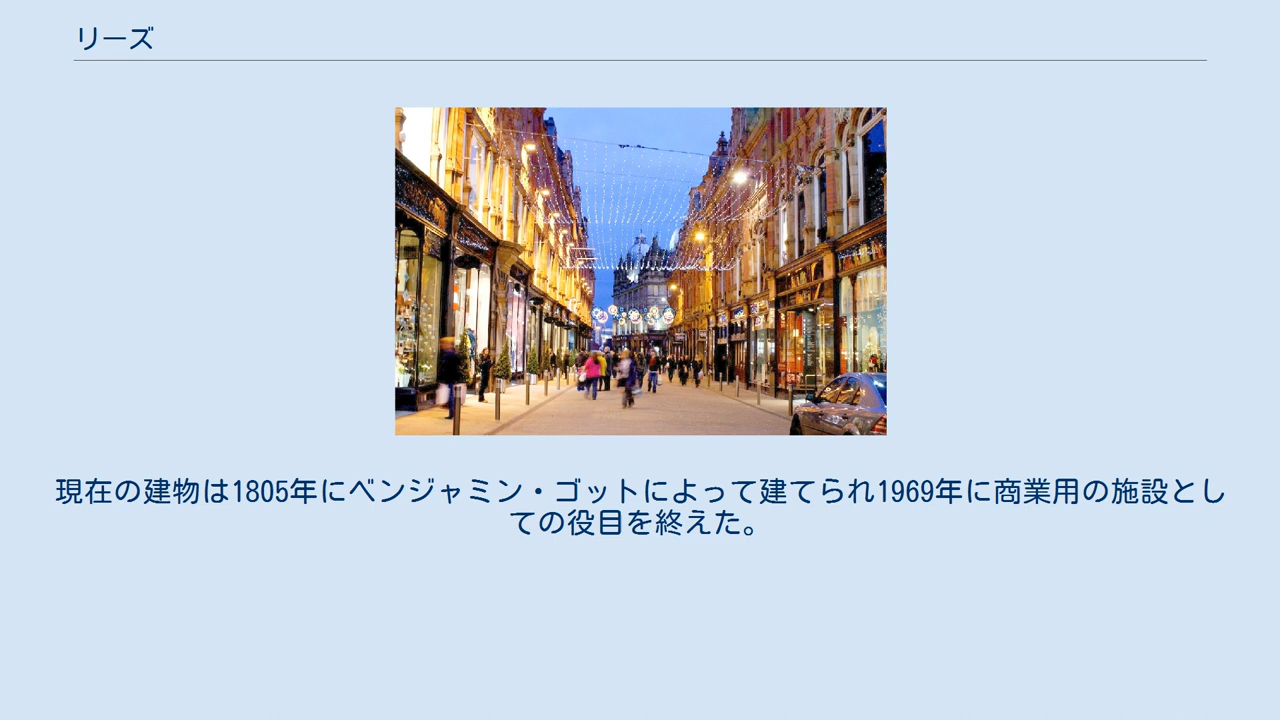 リーズ
現在の建物は1805年にベンジャミン・ゴットによって建てられ1969年に商業用の施設とし
ての役目を終えた。